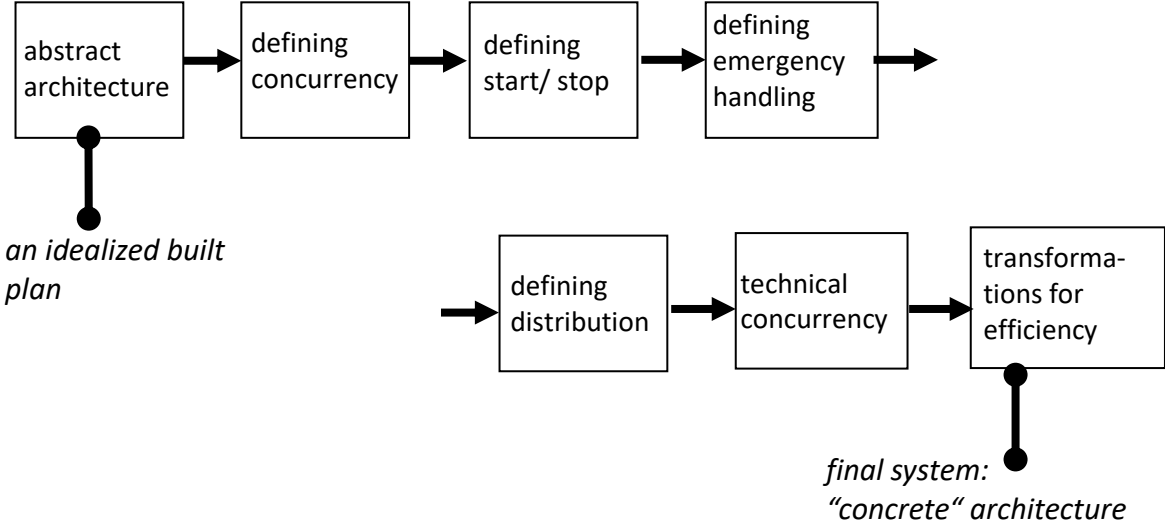 abstract
architecture
defining
concurrency
defining
start/ stop
defining
emergency
handling
an idealized built
plan
defining
distribution
technical
concurrency
transforma-
tions for
efficiency
final system:
“concrete“ architecture